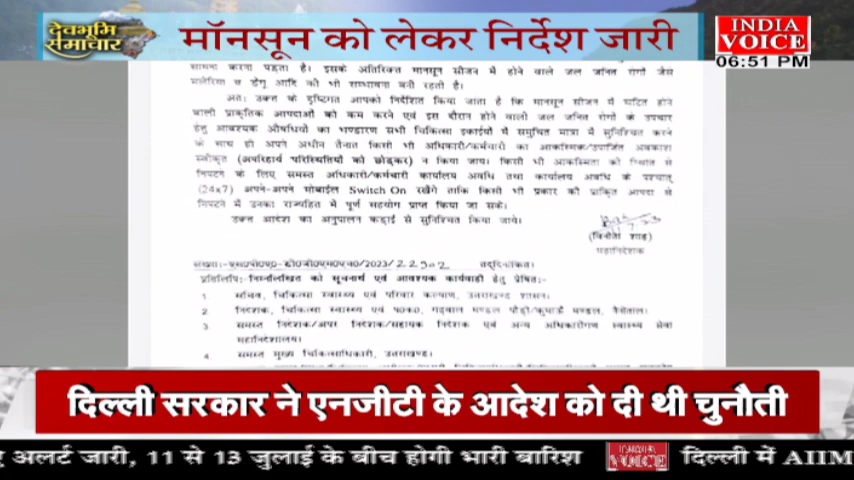 देवभूमि
समाचार
मॉनसून को लेकर निर्देश जारी
INDIA
VOICE
06:51 PM
सामना करना पड़ता है। इसके अतिरिक्त मानसून सीजन में होने वाले जल जनित रोगों जैसे
मलेरिया व डेंगू आदि की भी सम्भावना बनी रहती है।
अतः उक्त के दृष्टिगत आपको निर्देशित किया जाता है कि मानसून सीजन में घटित होने
वाली प्राकृतिक आपदाओं को कम करने एवं इस दौरान होने वाले जल जनित रोगों के उपचार
हेतु आवश्यक औषधियों का भण्डारण सभी चिकित्सा इकाईयों में समुचित मात्रा में सुनिश्चित करने
के साथ ही अपने अधीन तैनात किसी भी अधिकारी/कर्मचारी का आकस्मिक/उपार्जित अवकाश
स्वीकृत (अपरिहार्य परिस्थितियों को छोड़कर) न किया जाय। किसी भी आकस्मिकता की स्थिति से
निपटने के लिए समस्त अधिकारी/कर्मचारी कार्यालय अवधि तथा कार्यालय अवधि के पश्चात्
(24x7) अपने-अपने मोबाईल Switch On रखेंगे ताकि किसी भी प्रकार की प्राकृत आपदा से
निपटने में उनका राज्यहित में पूर्ण सहयोग प्राप्त किया जा सके।
उक्त आदेश का अनुपालन कड़ाई से सुनिश्चित किया जाये।
(विनीता शाह)
महानिदेशक
/2023/22902 तद्दिनांकित।
प्रतिलिपि:- निम्नलिखित को सूचनार्थ एवं आवश्यक कार्यवाही हेतु प्रेषित:-
1 सचिव, चिकित्सा स्वास्थ्य एवं परिवार कल्याण, उत्तराखण्ड शासन।
2. निदेशक, चिकित्सा स्वास्थ्य एवं प०क०, गढ़वाल मण्डल पौड़ी/कुमाऊँ मण्डल, नैनीताल।
3 समस्त निदेशक/अपर निदेशक/सहायक निदेशक एवं अन्य अधिकारीगण स्वास्थ्य सेवा
महानिदेशालय।
4 समस्त मुख्य चिकित्साधिकारी, उत्तराखण्ड।
दिल्ली सरकार ने एनजीटी के आदेश को दी थी चुनौती
अलर्ट जारी, 11 से 13 जुलाई के बीच होगी भारी बारिश INDIA VOICE दिल्ली में AIIM